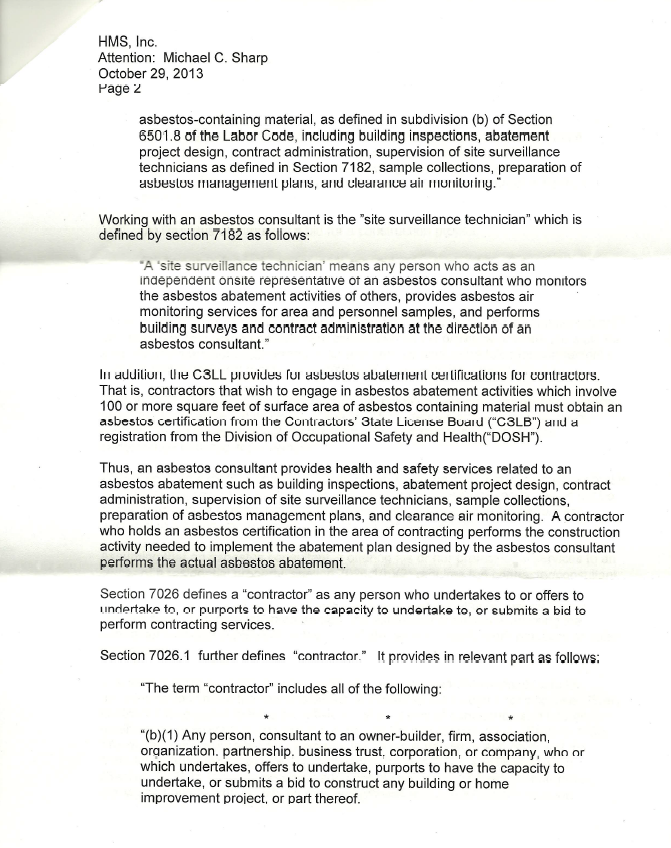 HMS, Inc.
Attention: Michael C. Sharp
October 29, 2013
Page 2
asbestos-containing material, as defined in subdivision (b) of Section
6501.8 of the Labor Code, including building inspections, abatement
project design, contract administration, supervision of site surveillance
technicians as defined in Section 7182, sample collections, preparation of
asbestos management plans, and clearance air monitoring."
Working with an asbestos consultant is the "site surveillance technician" which is
defined by section 7182 as follows:
"A 'site surveillance technician' means any person who acts as an
independent onsite representative of an asbestos consultant who monitors
the asbestos abatement activities of others, provides asbestos air
monitoring services for area and personnel samples, and performs
building surveys and contract administration at the direction of an
asbestos consultant."
In addition, the CSLL provides for asbestos abatement certifications for contractors.
That is, contractors that wish to engage in asbestos abatement activities which involve
100 or more square feet of surface area of asbestos containing material must obtain an
asbestos certification from the Contractors' State License Board ("CSLB") and a
registration from the Division of Occupational Safety and Health("DOSH").
Thus, an asbestos consultant provides health and safety services related to an
asbestos abatement such as building inspections, abatement project design, contract
administration, supervision of site surveillance technicians, sample collections,
preparation of asbestos management plans, and clearance air monitoring. A contractor
who holds an asbestos certification in the area of contracting performs the construction
activity needed to implement the abatement plan designed by the asbestos consultant
performs the actual asbestos abatement.
Section 7026 defines a "contractor" as any person who undertakes to or offers to
undertake to, or purports to have the capacity to undertake to, or submits a bid to
perform contracting services.
Section 7026.1 further defines "contractor." It provides in relevant part as follows:
"The term "contractor" includes all of the following:
* * *
"(b)(1) Any person, consultant to an owner-builder, firm, association,
organization, partnership, business trust, corporation, or company, who or
which undertakes, offers to undertake, purports to have the capacity to
undertake, or submits a bid to construct any building or home
improvement project, or part thereof.